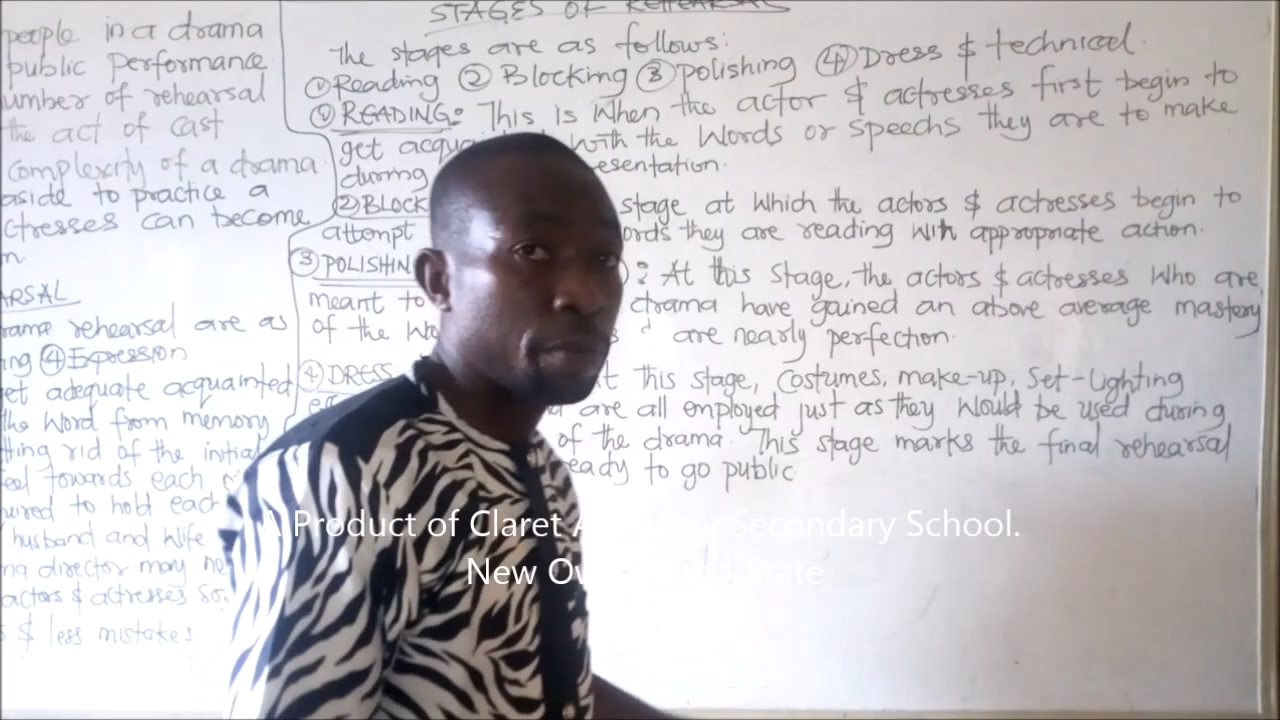 people in a drama
public performance.
umber of rehearsal
the act of cast
complexity of a drama.
aside to practice a
ctresses can become
n
ARSAL
rama rehearsal are as
ng ④ Expression
et adequate acquainted
the word from memory
tting rid of the initial
eel towards each
uired to hold each
husband and wife
ng director may ne
actors & actresses so
s & less mistakes
STAGES OF REHEARSAL
The stages are as follows:
① Reading ② Blocking ③ polishing ④ Dress & technical.
① READING: This is when the actor & actresses first begin to
get acqua with the words or speechs they are to make
during esentation.
② BLOCK stage at which the actors & actresses begin to
attempt ords they are reading with appropriate action.
③ POLISHIN : At this stage, the actors & actresses who are
meant to drama have gained an above average mastery
of the wo s are nearly perfection.
④ DRESS t this stage, costumes, make-up, set-lighting
are all employed just as they would be used during
of the drama. This stage marks the final rehearsal
eady to go public
A Product of Claret A Secondary School.
New Ow State